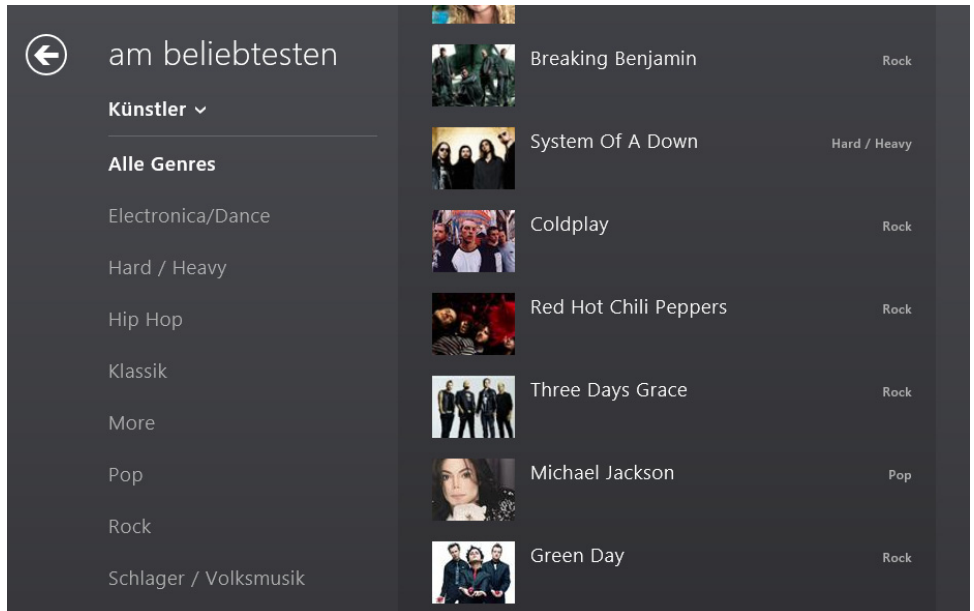 am beliebtesten
Künstler
Alle Genres
Electronica/Dance
Hard / Heavy
Hip Hop
Klassik
More
Pop
Rock
Schlager / Volksmusik
Breaking Benjamin Rock
System Of A Down Hard / Heavy
Coldplay Rock
Red Hot Chili Peppers Rock
Three Days Grace Rock
Michael Jackson Pop
Green Day Rock